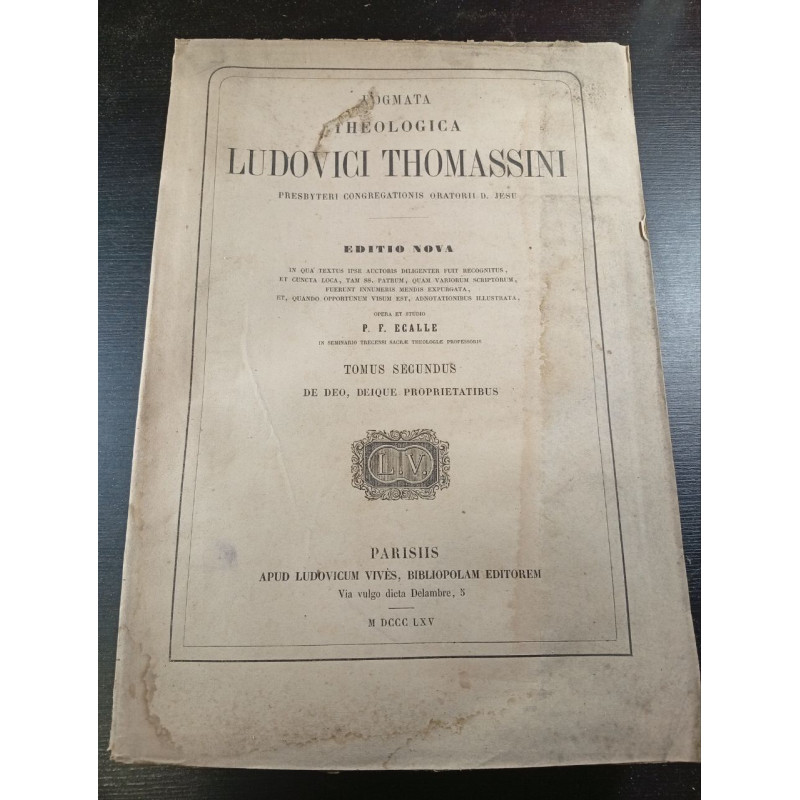 DOGMATA
THEOLOGICA
LUDOVICI THOMASSINI
PRESBYTERI CONGREGATIONIS ORATORII D. JESU
EDITIO NOVA
IN QUA TEXTUS IPSE AUCTORIS DILIGENTER FUIT RECOGNITUS,
ET CUNCTA LOCA, TAM SS. PATRUM, QUAM VARIORUM SCRIPTORUM,
FUERUNT INNUMERIS MENDIS EXPURGATA,
ET, QUANDO OPPORTUNUM VISUM EST, ADNOTATIONIBUS ILLUSTRATA,
OPERA ET STUDIO
P. F. ECALLE
IN SEMINARIO TRECENSI SACRÆ THEOLOGIÆ PROFESSORIS
TOMUS SECUNDUS
DE DEO, DEIQUE PROPRIETATIBUS
L.V.
PARISIIS
APUD LUDOVICUM VIVÈS, BIBLIOPOLAM EDITOREM
Via vulgo dicta Delambre, 5
M DCCC LXV